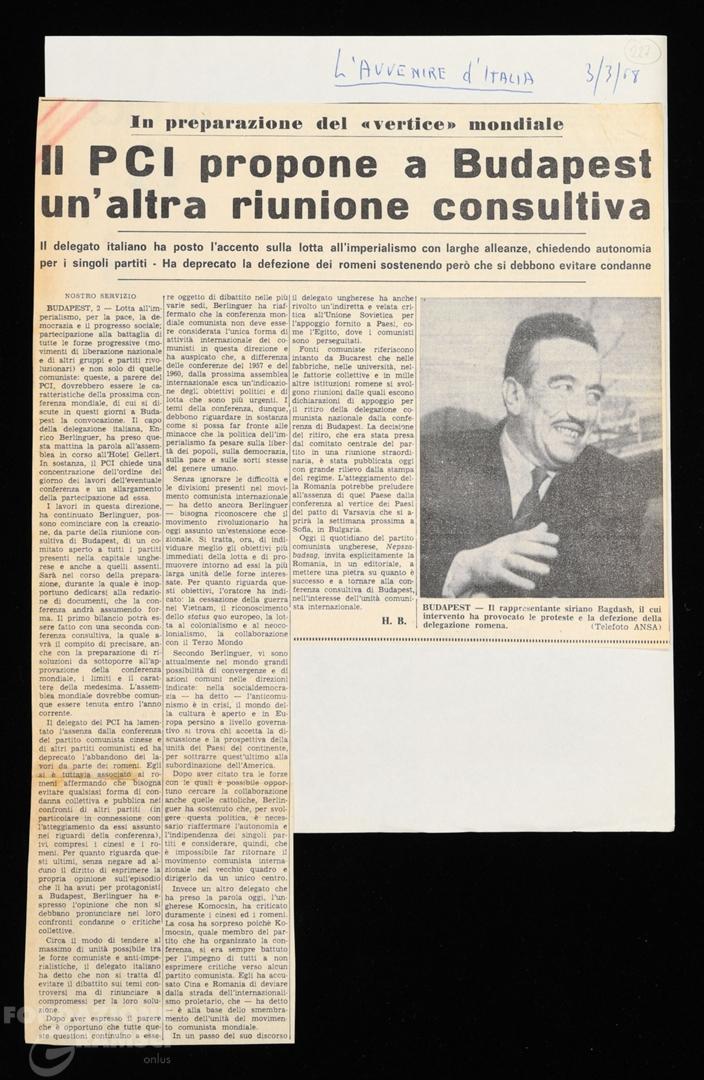 L'AVVENIRE d'ITALIA 3/3/68
227
In preparazione del «vertice» mondiale
Il PCI propone a Budapest
un'altra riunione consultiva
Il delegato italiano ha posto l'accento sulla lotta all'imperialismo con larghe alleanze, chiedendo autonomia
per i singoli partiti - Ha deprecato la defezione dei romeni sostenendo però che si debbono evitare condanne
NOSTRO SERVIZIO
BUDAPEST, 2 — Lotta all'im-
perialismo, per la pace, la de-
mocrazia e il progresso sociale;
partecipazione alla battaglia di
tutte le forze progressive (mo-
vimenti di liberazione nazionale
e di altri gruppi e partiti rivo-
luzionari) e non solo di quelle
comuniste: queste, a parere del
PCI, dovrebbero essere le ca-
ratteristiche della prossima con-
ferenza mondiale, di cui si di-
scute in questi giorni a Buda-
pest la convocazione. Il capo
della delegazione italiana, En-
rico Berlinguer, ha preso que-
sta mattina la parola all'assem-
blea in corso all'Hotel Gellert.
In sostanza, il PCI chiede una
concentrazione dell'ordine del
giorno dei lavori dell'eventuale
conferenza e un allargamento
della partecipazione ad essa.
I lavori in questa direzione,
ha continuato Berlinguer, pos-
sono cominciare con la creazio-
ne, da parte della riunione con-
sultiva di Budapest, di un co-
mitato aperto a tutti i partiti
presenti nella capitale unghe-
rese e anche a quelli assenti.
Sarà nel corso della prepara-
zione, durante la quale è inop-
portuno dedicarsi alla redazio-
ne di documenti, che la con-
ferenza andrà assumendo for-
ma. Il primo bilancio potrà es-
sere fatto con una seconda con-
ferenza consultiva, la quale a-
vrà il compito di precisare, an-
che con la preparazione di ri-
soluzioni da sottoporre all'ap-
provazione della conferenza
mondiale, i limiti e il carat-
tere della medesima. L'assem-
blea mondiale dovrebbe comun-
que essere tenuta entro l'anno
corrente.
Il delegato del PCI ha lamen-
tato l'assenza dalla conferenza
del partito comunista cinese e
di altri partiti comunisti ed ha
deprecato l'abbandono dei la-
vori da parte dei romeni. Egli
si è tuttavia associato ai ro-
meni affermando che bisogna
evitare qualsiasi forma di con-
danna collettiva e pubblica nei
confronti di altri partiti (in
particolare in connessione con
l'atteggiamento da essi assunto
nei riguardi della conferenza),
ivi compresi i cinesi e i ro-
meni. Per quanto riguarda que-
sti ultimi, senza negare ad al-
cuno il diritto di esprimere la
propria opinione sull'episodio
che li ha avuti per protagonisti
a Budapest, Berlinguer ha e-
spresso l'opinione che non si
debbano pronunciare nei loro
confronti condanne o critiche
collettive.
Circa il modo di tendere al
massimo di unità possibile tra
le forze comuniste e anti-impe-
rialistiche, il delegato italiano
ha detto che non si tratta di
evitare il dibattito sui temi con-
troversi ma di rinunciare a
compromessi per la loro solu-
zione.
Dopo aver espresso il parere
che è opportuno che tutte que-
ste questioni continuino a esse-
re oggetto di dibattito nelle più
varie sedi, Berlinguer ha riaf-
fermato che la conferenza mon-
diale comunista non deve esse-
re considerata l'unica forma di
attività internazionale dei co-
munisti in questa direzione e
ha auspicato che, a differenza
delle conferenze del 1957 e del
1960, dalla prossima assemblea
internazionale esca un'indicazio-
ne degli obiettivi politici e di
lotta che sono più urgenti. I
temi della conferenza, dunque,
debbono riguardare in sostanza
come si possa far fronte alle
minacce che la politica dell'im-
perialismo fa pesare sulla liber-
tà dei popoli, sulla democrazia,
sulla pace e sulle sorti stesse
del genere umano.
Senza ignorare le difficoltà e
le divisioni presenti nel movi-
mento comunista internazionale
— ha detto ancora Berlinguer
— bisogna riconoscere che il
movimento rivoluzionario ha
oggi assunto un'estensione ecce-
zionale. Si tratta, ora, di indi-
viduare meglio gli obiettivi più
immediati della lotta e di pro-
muovere intorno ad essi la più
larga unità delle forze interes-
sate. Per quanto riguarda que-
sti obiettivi, l'oratore ha indi-
cato: la cessazione della guerra
nel Vietnam, il riconoscimento
dello status quo europeo, la lot-
ta al colonialismo e al neoco-
lonialismo, la collaborazione
con il Terzo Mondo
Secondo Berlinguer, vi sono
attualmente nel mondo grandi
possibilità di convergenze e di
azioni comuni nelle direzioni
indicate: nella socialdemocra-
zia — ha detto — l'anticomu-
nismo è in crisi, il mondo del-
la cultura è aperto e in Eu-
ropa persino a livello governa-
tivo si trova chi accetta la di-
scussione e la prospettiva della
unità dei Paesi del continente,
per sottrarre quest'ultimo alla
subordinazione dell'America.
Dopo aver citato tra le forze
con le quali è possibile oppor-
tuno cercare la collaborazione
anche quelle cattoliche, Berlin-
guer ha sostenuto che, per svol-
gere questa politica, è neces-
sario riaffermare l'autonomia e
l'indipendenza dei singoli par-
titi e considerare, quindi, che
è impossibile far ritornare il
movimento comunista interna-
zionale nel vecchio quadro e
dirigerlo da un unico centro.
Invece un altro delegato che
ha preso la parola oggi, l'un-
gherese Komocsin, ha criticato
duramente i cinesi ed i romeni.
La cosa ha sorpreso poichè Ko-
mocsin, quale membro del par-
tito che ha organizzato la con-
ferenza, si era sempre battuto
per l'impegno di tutti a non
esprimere critiche verso alcun
partito comunista. Egli ha accu-
sato Cina e Romania di deviare
dalla strada dell'internazionali-
smo proletario, che — ha detto
— è alla base dello smembra-
mento dell'unità del movimen-
to comunista mondiale.
In un passo del suo discorso
il delegato ungherese ha anche
rivolto un'indiretta e velata cri-
tica all'Unione Sovietica per
l'appoggio fornito a Paesi, co-
me l'Egitto, dove i comunisti
sono perseguitati.
Fonti comuniste riferiscono
intanto da Bucarest che nelle
fabbriche, nelle università, nel-
le fattorie collettive e in mille
altre istituzioni romene si svol-
gono riunioni dalle quali escono
dichiarazioni di appoggio per
il ritiro della delegazione co-
munista nazionale dalla confe-
renza di Budapest. La decisione
del ritiro, che era stata presa
dal comitato centrale del par-
tito in una riunione straordi-
naria, è stata pubblicata oggi
con grande rilievo dalla stampa
del regime. L'atteggiamento del-
la Romania potrebbe preludere
all'assenza di quel Paese dalla
conferenza al vertice dei Paesi
del patto di Varsavia che si a-
prirà la settimana prossima a
Sofia, in Bulgaria.
Oggi il quotidiano del partito
comunista ungherese, Nepsza-
badsag, invita esplicitamente la
Romania, in un editoriale, a
mettere una pietra su quanto è
successo e a tornare alla con-
ferenza consultiva di Budapest,
nell'interesse dell'unità comuni-
sta internazionale.
H. B.
BUDAPEST — Il rappresentante siriano Bagdash, il cui
intervento ha provocato le proteste e la defezione della
delegazione romena. (Telefoto ANSA)
onlus